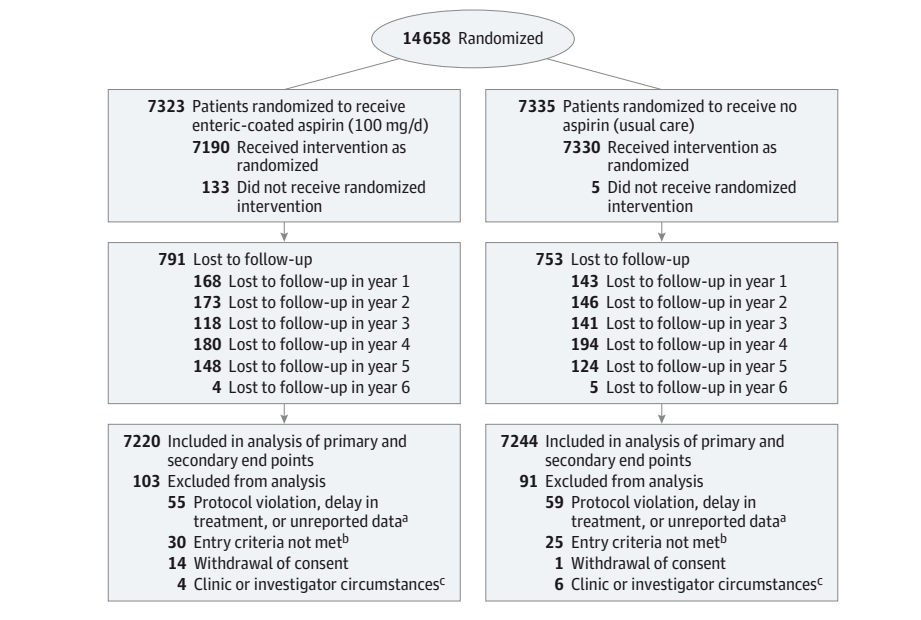 14658 Randomized
7323 Patients randomized to receive
enteric-coated aspirin (100 mg/d)
7190 Received intervention as
randomized
133 Did not receive randomized
intervention
791 Lost to follow-up
168 Lost to follow-up in year 1
173 Lost to follow-up in year 2
118 Lost to follow-up in year 3
180 Lost to follow-up in year 4
148 Lost to follow-up in year 5
4 Lost to follow-up in year 6
7220 Included in analysis of primary and
secondary end points
103 Excluded from analysis
55 Protocol violation, delay in
treatment, or unreported dataᵃ
30 Entry criteria not metᵇ
14 Withdrawal of consent
4 Clinic or investigator circumstancesᶜ
7335 Patients randomized to receive no
aspirin (usual care)
7330 Received intervention as
randomized
5 Did not receive randomized
intervention
753 Lost to follow-up
143 Lost to follow-up in year 1
146 Lost to follow-up in year 2
141 Lost to follow-up in year 3
194 Lost to follow-up in year 4
124 Lost to follow-up in year 5
5 Lost to follow-up in year 6
7244 Included in analysis of primary and
secondary end points
91 Excluded from analysis
59 Protocol violation, delay in
treatment, or unreported dataᵃ
25 Entry criteria not metᵇ
1 Withdrawal of consent
6 Clinic or investigator circumstancesᶜ